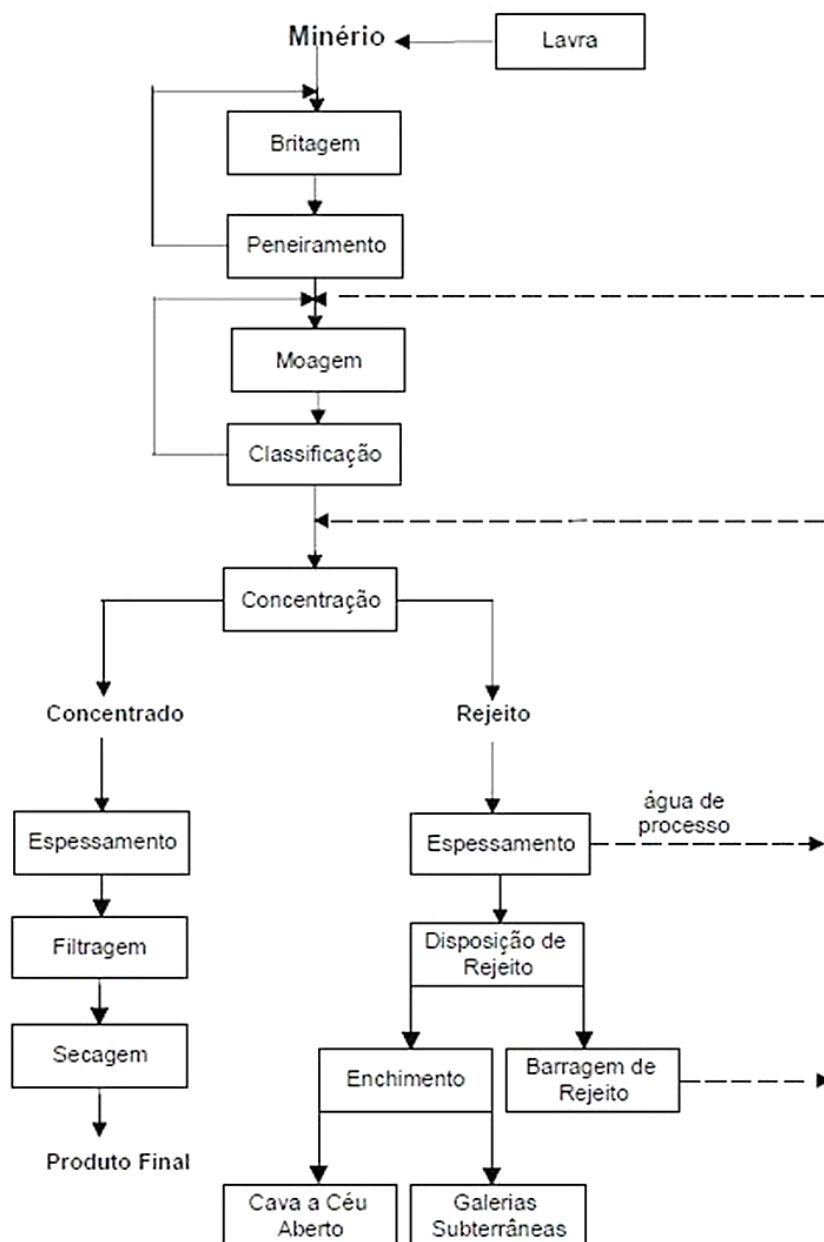 Minério
Lavra
Britagem
Peneiramento
Moagem
Classificação
Concentração
Concentrado
Rejeito
Espessamento
Filtragem
Secagem
Produto Final
Espessamento
água de
processo
Disposição de
Rejeito
Enchimento
Barragem de
Rejeito
Cava a Céu
Aberto
Galerias
Subterrâneas